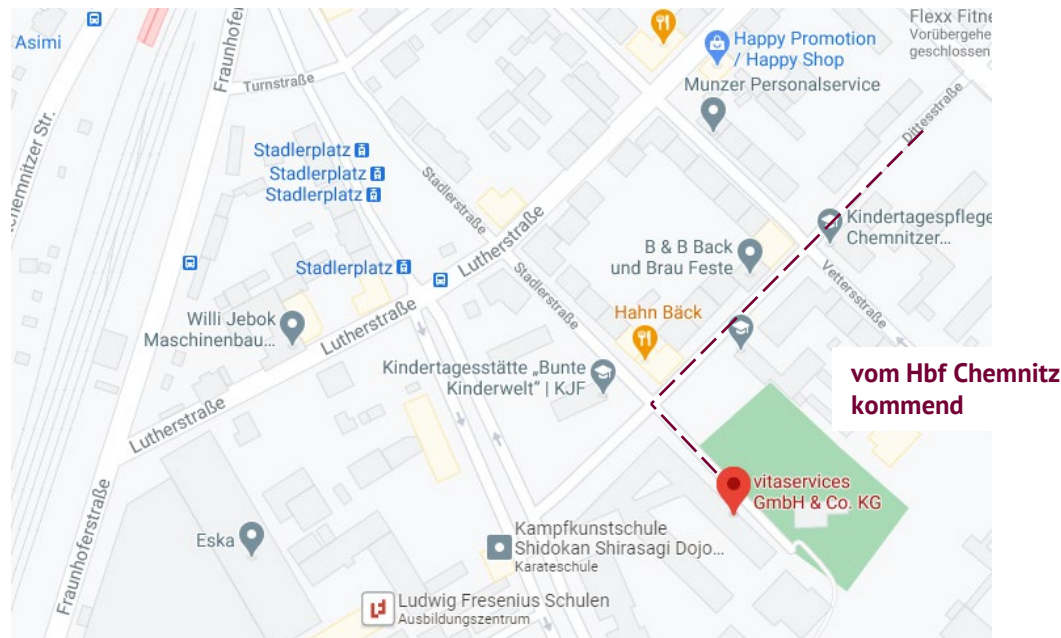 Asimi
Flexx Fitne
Vorübergehe
geschlossen
Happy Promotion
/ Happy Shop
Munzer Personalservice
Fraunhofer
Turnstraße
Dittesstraße
hemnitzer Str.
Stadlerplatz
Stadlerplatz
Stadlerplatz
Stadlerstraße
Lutherstraße
Kindertagespflege
Chemnitzer...
B & B Back
und Brau Feste
Stadlerplatz
Stadlerstraße
Vettersstraße
Willi Jebok
Maschinenbau...
Lutherstraße
Hahn Bäck
Kindertagesstätte „Bunte
Kinderwelt“ | KJF
vom Hbf Chemnitz
kommend
Lutherstraße
vitaservices
GmbH & Co. KG
Fraunhoferstraße
Eska
Kampfkunstschule
Shidokan Shirasagi Dojo...
Karateschule
Ludwig Fresenius Schulen
Ausbildungszentrum